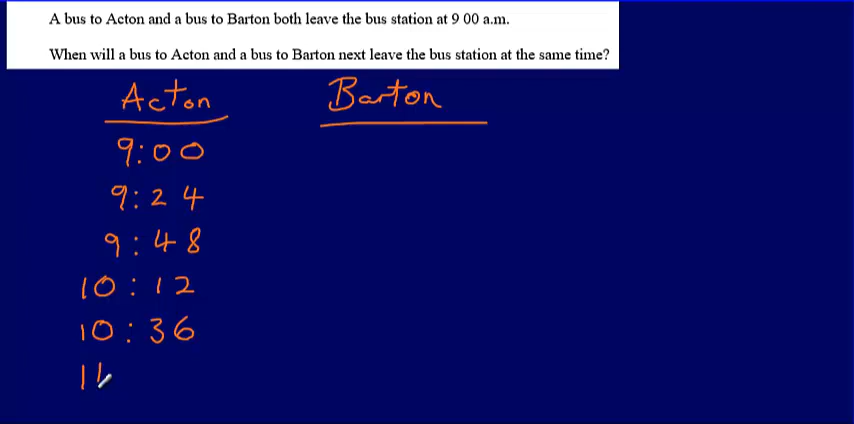 A bus to Acton and a bus to Barton both leave the bus station at 9 00 a.m.
When will a bus to Acton and a bus to Barton next leave the bus station at the same time?
Acton Barton
9:00
9:24
9:48
10:12
10:36